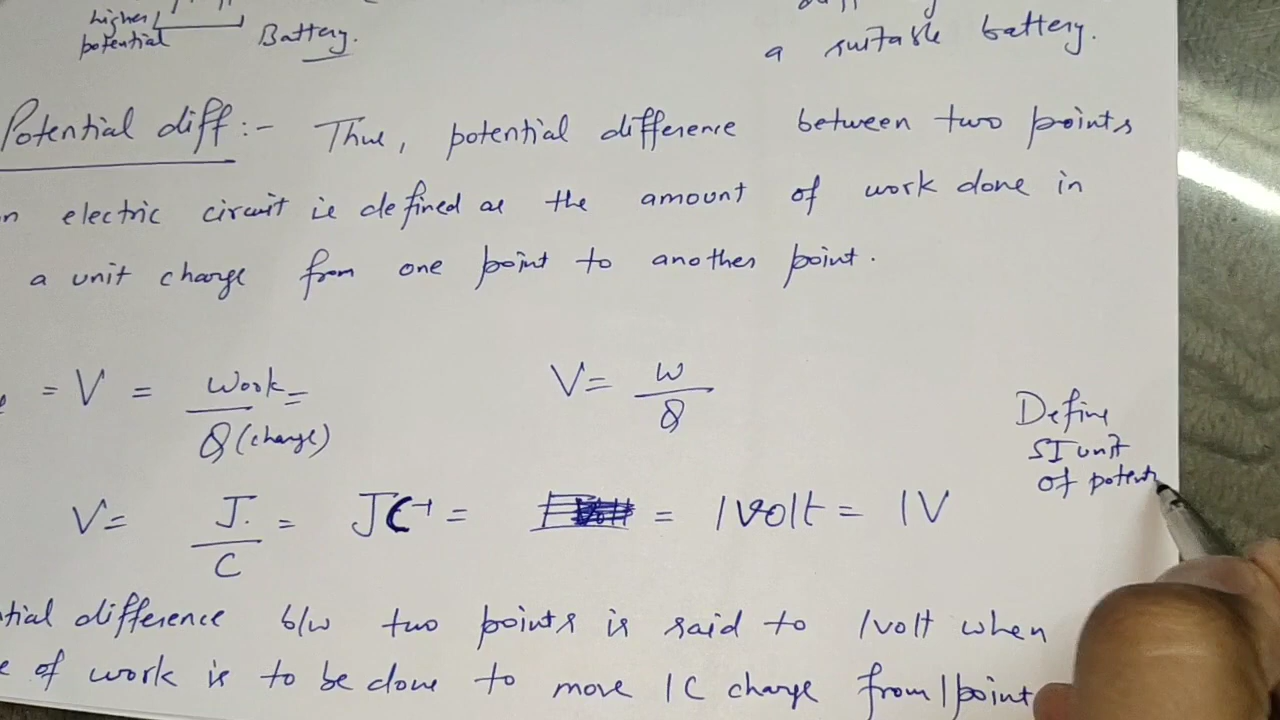 higher
potential
Battery.
a suitable battery.
Potential diff :- Thus, potential difference between two points
n electric circuit is defined as the amount of work done in
a unit charge from one point to another point.
= V = Work =
Q (charge)
V = W
Q
V = J. = JC-1 = = 1 volt = 1V
C
Define
SI unit
of potent
tial difference b/w two points is said to 1 volt when
e of work is to be done to move 1C charge from 1 point